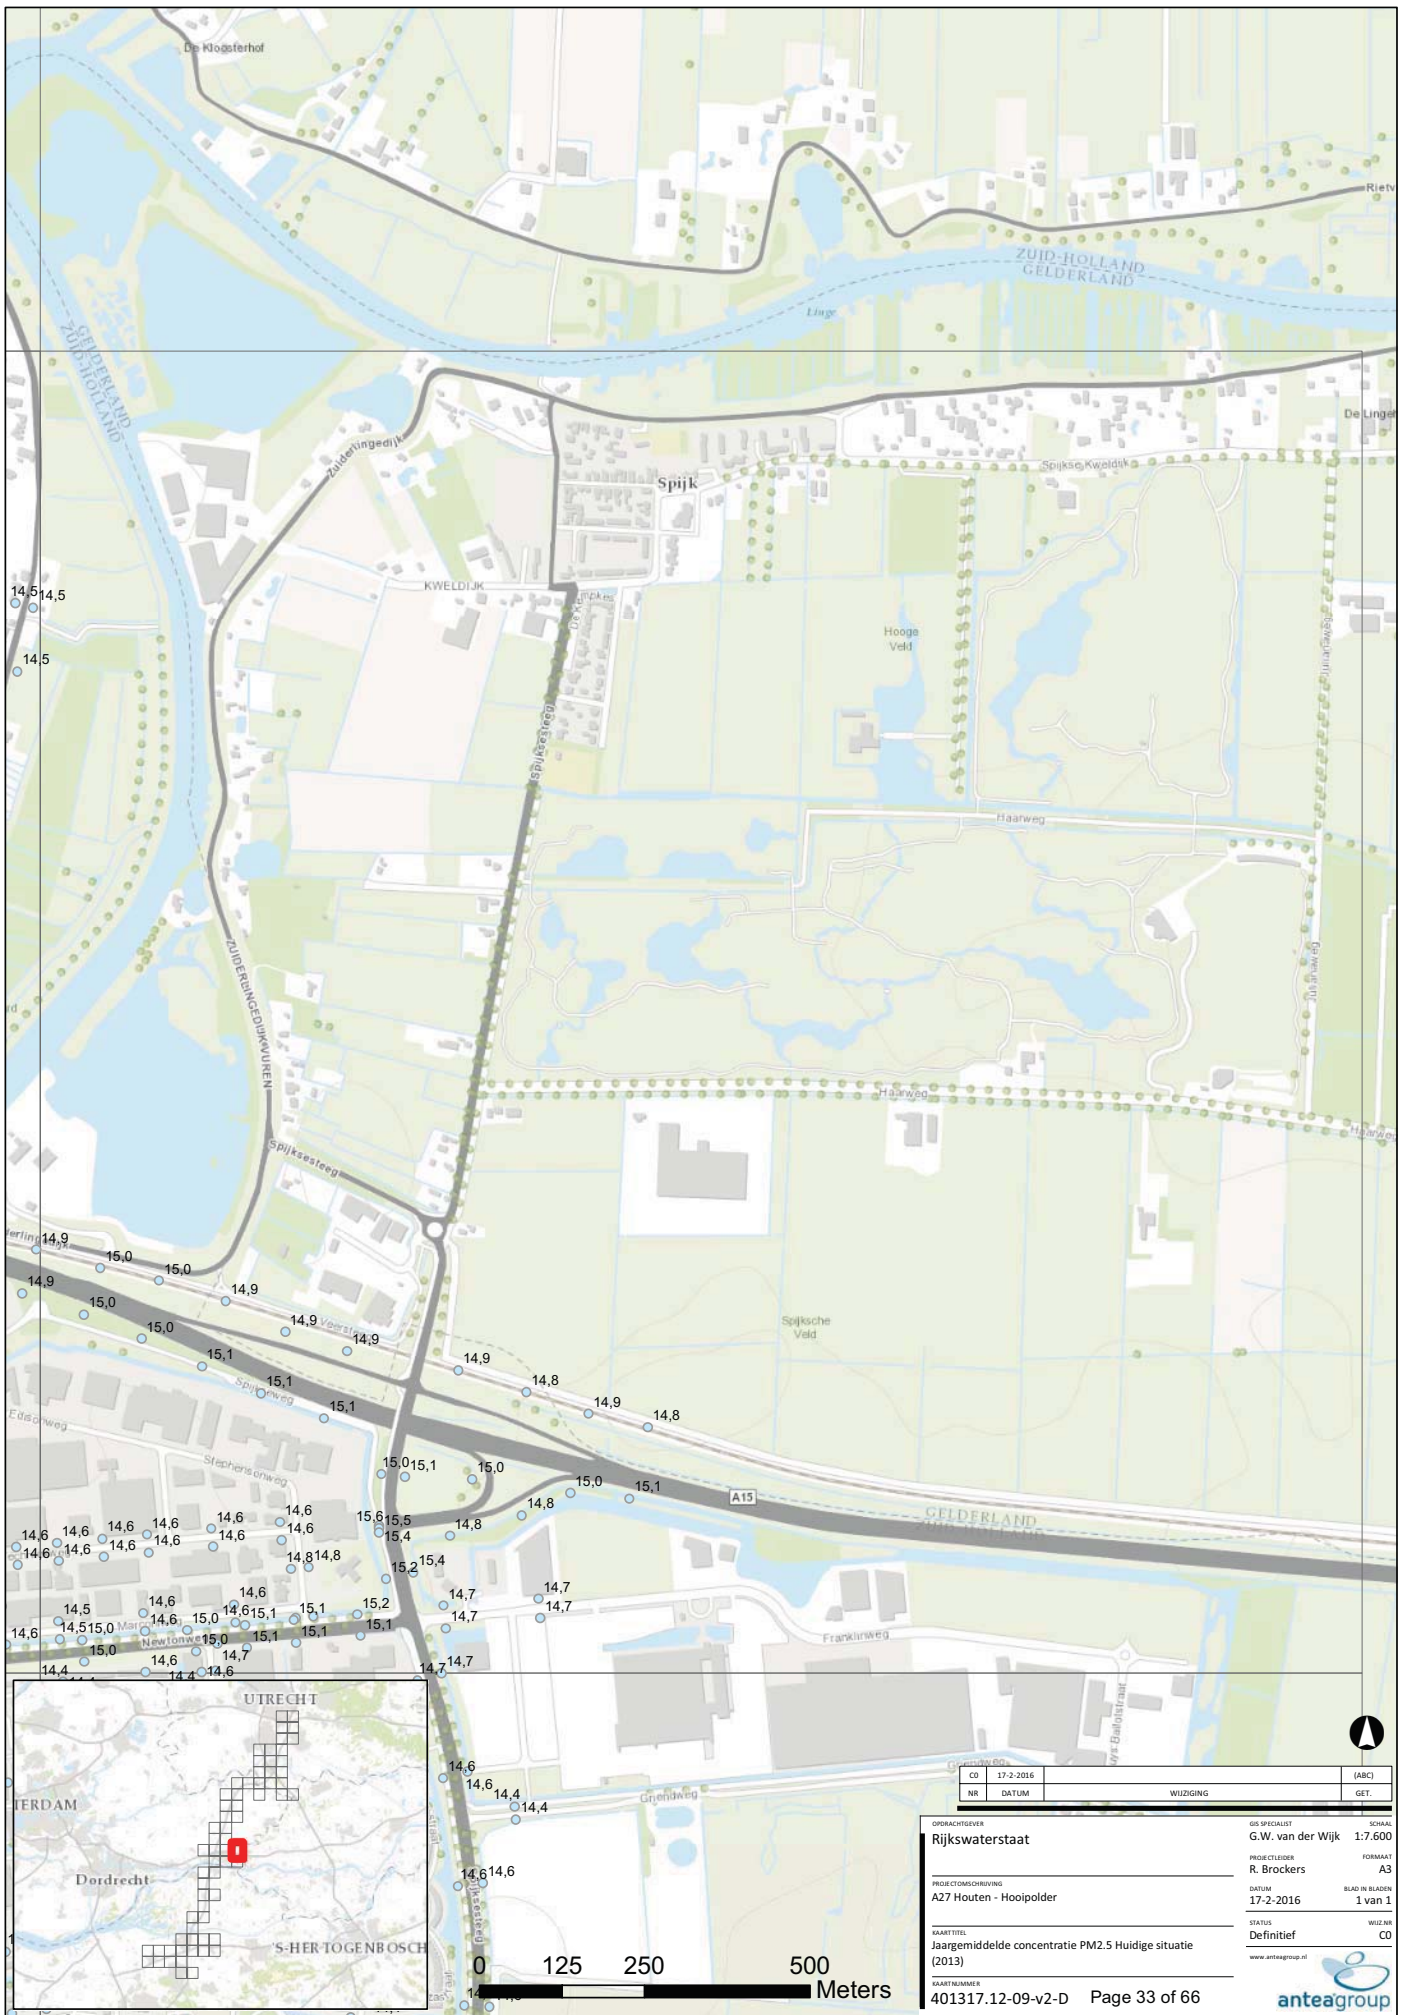 De Kloosterhof
Rietv
ZUID-HOLLAND
GELDERLAND
Linge
GELDERLAND
ZUID-HOLLAND
De Linge
Zuiderlingedijk
Spijkse Kweldijk
Spijk
KWELDIJK
14,5 14,5
14,5
Hooge
Veld
Spijksesteeg
Haarweg
Julianaweg
ZUIDERLINGEDIJK VUREN
Haarweg
Haarweg
Spijksesteeg
14,9
15,0
15,0
14,9
14,9
15,0
14,9
15,0
14,9
15,1
Spijksche
Veld
14,9
15,1
14,8
15,1
14,9
14,8
Edisonweg
Stephensonweg
15,0 15,1
15,0
15,0
15,1
A15
14,8
14,8
GELDERLAND
ZUID-HOLLAND
15,6 15,5
15,4
14,6 14,6 14,6 14,6 14,6 14,6
14,6 14,6 14,6 14,6 14,6 14,6
14,8 14,8
15,2 15,4
14,7
14,7
14,7
14,7
14,5 14,6 14,6
14,6 14,5 15,0 14,6 15,0 14,6 15,1 15,1 15,2
Newtonweg
15,0 15,0 15,1 15,1 15,1
14,4 14,6 14,7
14,4 14,6
14,7 14,7
Franklinweg
Griendweg
Griendweg
14,6
14,6
14,4
14,4
14,6 14,6
UTRECHT
TERDAM
Dordrecht
'S-HERTOGENBOSCH
0 125 250 500
Meters
C0 17-2-2016 (ABC)
NR DATUM WIJZIGING GET.
OPDRACHTGEVER
Rijkswaterstaat
GIS SPECIALIST SCHAAL
G.W. van der Wijk 1:7.600
PROJECTLEIDER FORMAAT
R. Brockers A3
PROJECTOMSCHRIJVING
A27 Houten - Hooipolder
DATUM BLAD IN BLADEN
17-2-2016 1 van 1
STATUS WIJZ.NR
Definitief C0
KAARTTITEL
Jaargemiddelde concentratie PM2.5 Huidige situatie
(2013)
www.anteagroup.nl
KAARTNUMMER
401317.12-09-v2-D Page 33 of 66
anteagroup